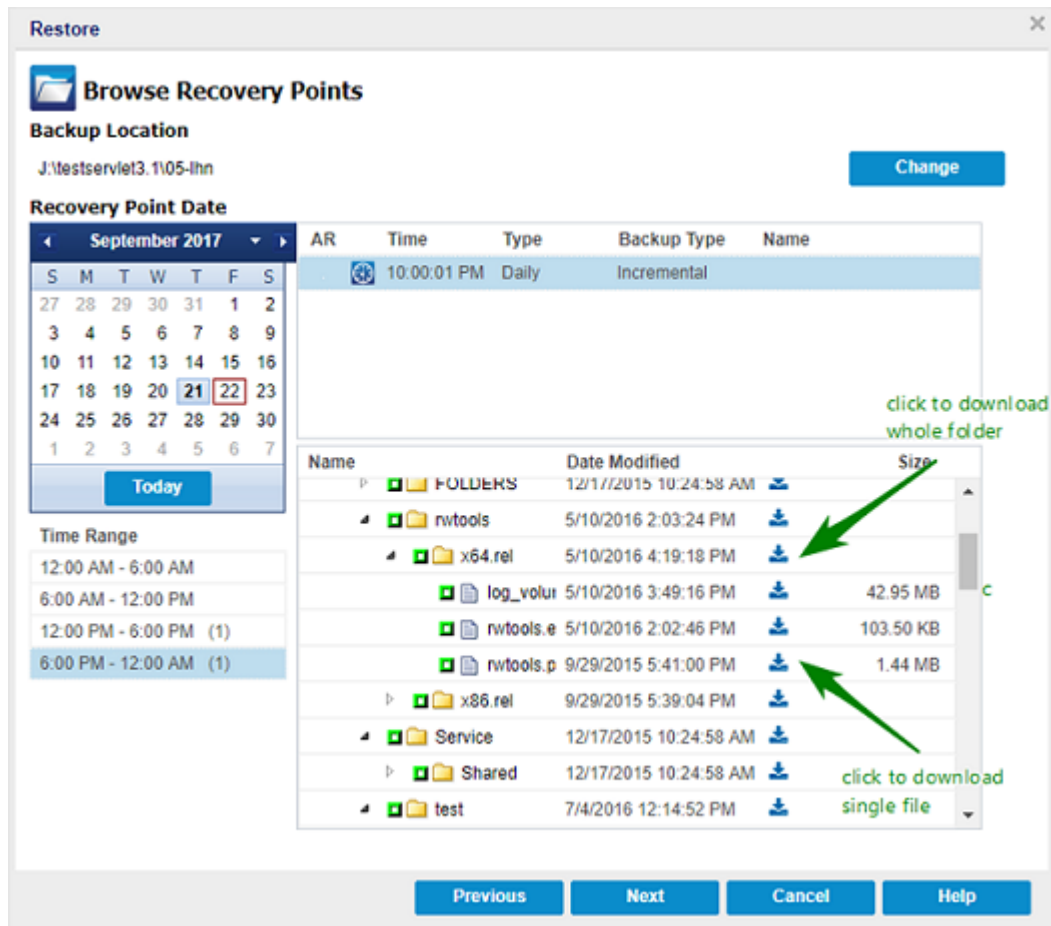 Restore
Browse Recovery Points
Backup Location
J:\testservlet3.1\05-lhn
Change
Recovery Point Date
September 2017
S M T W T F S
27 28 29 30 31 1 2
3 4 5 6 7 8 9
10 11 12 13 14 15 16
17 18 19 20 21 22 23
24 25 26 27 28 29 30
1 2 3 4 5 6 7
Today
Time Range
12:00 AM - 6:00 AM
6:00 AM - 12:00 PM
12:00 PM - 6:00 PM (1)
6:00 PM - 12:00 AM (1)
AR Time Type Backup Type Name
10:00:01 PM Daily Incremental
click to download
whole folder
Name Date Modified Size
FOLDERS 12/17/2015 10:24:58 AM
rwtools 5/10/2016 2:03:24 PM
x64.rel 5/10/2016 4:19:18 PM
log_volu 5/10/2016 3:49:16 PM 42.95 MB
c
rwtools.e 5/10/2016 2:02:46 PM 103.50 KB
rwtools.p 9/29/2015 5:41:00 PM 1.44 MB
x86.rel 9/29/2015 5:39:04 PM
Service 12/17/2015 10:24:58 AM
Shared 12/17/2015 10:24:58 AM
test 7/4/2016 12:14:52 PM
click to download
single file
Previous Next Cancel Help